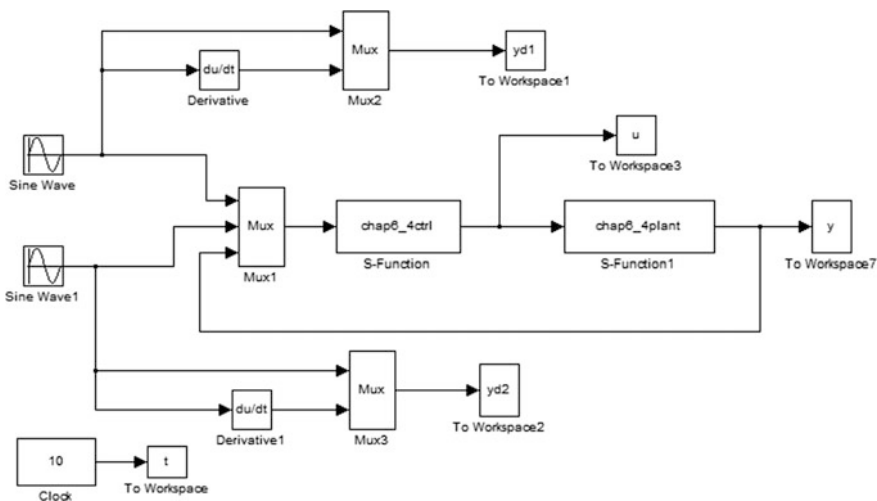 Mux
yd1
du/dt
To Workspace1
Derivative
Mux2
u
To Workspace3
Sine Wave
Mux
chap6_4ctrl
chap6_4plant
y
Mux1
S-Function
S-Function1
To Workspace7
Sine Wave1
Mux
yd2
du/dt
To Workspace2
Derivative1
Mux3
10
t
To Workspace
Clock